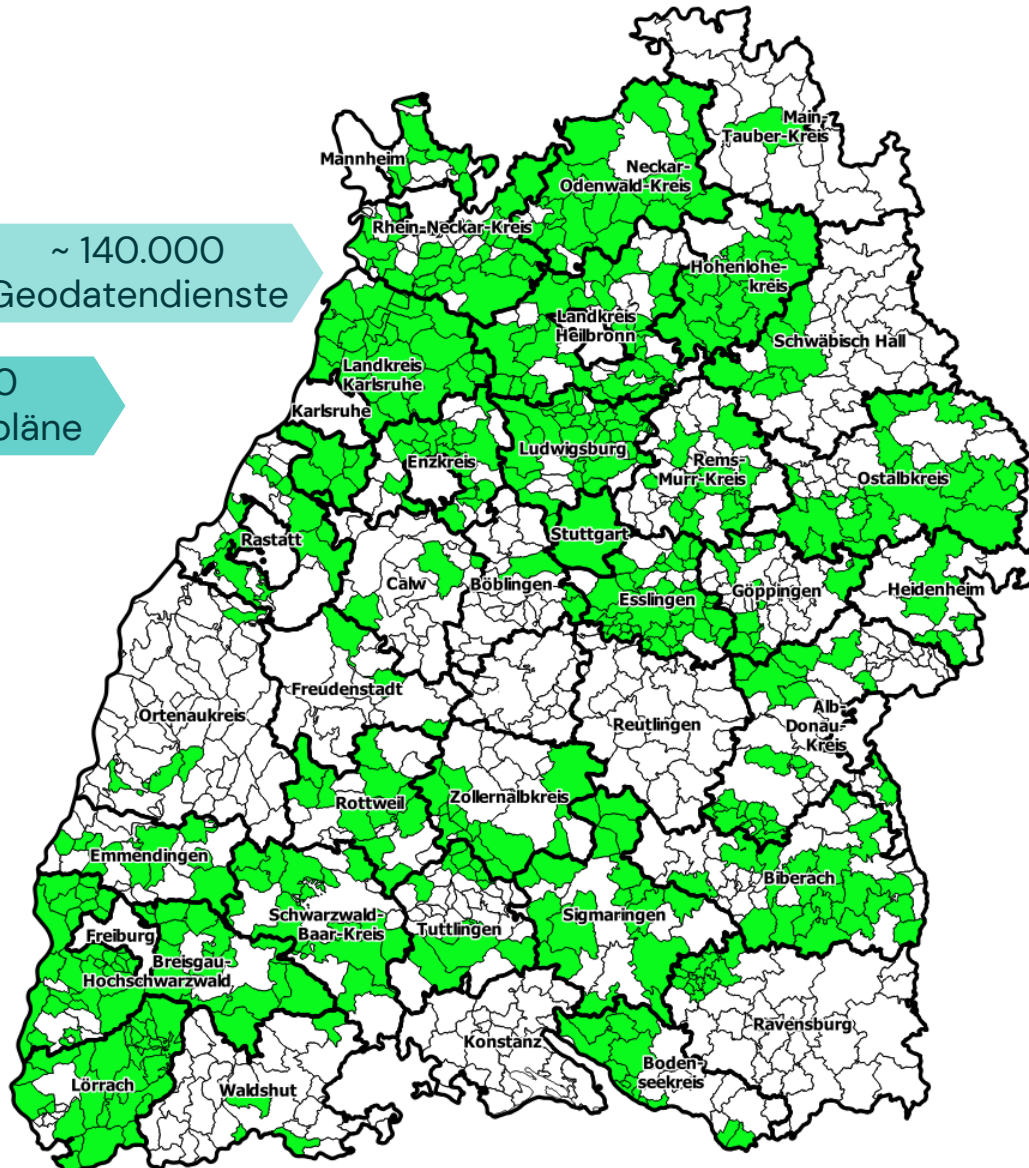 Main-
Tauber-Kreis
Mannheim
Neckar-
Odenwald-Kreis
Rhein-Neckar-Kreis
~ 140.000
Geodatendienste
Hohenlohe-
kreis
Landkreis
Heilbronn
Schwäbisch Hall
Landkreis
Karlsruhe
0
pläne
Karlsruhe
Ludwigsburg
Enzkreis
Rems-
Murr-Kreis
Ostalbkreis
Stuttgart
Rastatt
Calw
Böblingen
Esslingen
Göppingen
Heidenheim
Freudenstadt
Ortenaukreis
Reutlingen
Alb-
Donau-
Kreis
Rottweil
Zollernalbkreis
Emmendingen
Biberach
Schwarzwald-
Baar-Kreis
Tuttlingen
Sigmaringen
Freiburg
Breisgau-
Hochschwarzwald
Ravensburg
Konstanz
Boden-
seekreis
Lörrach
Waldshut